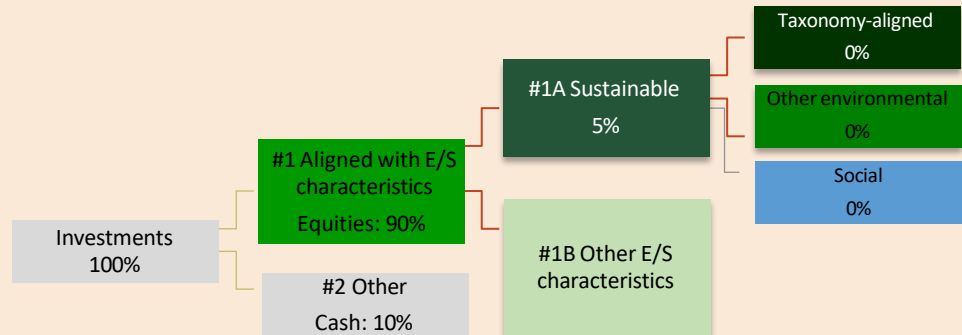 Investments
100%
#1 Aligned with E/S
characteristics
Equities: 90%
#2 Other
Cash: 10%
#1A Sustainable
5%
#1B Other E/S
characteristics
Taxonomy-aligned
0%
Other environmental
0%
Social
0%